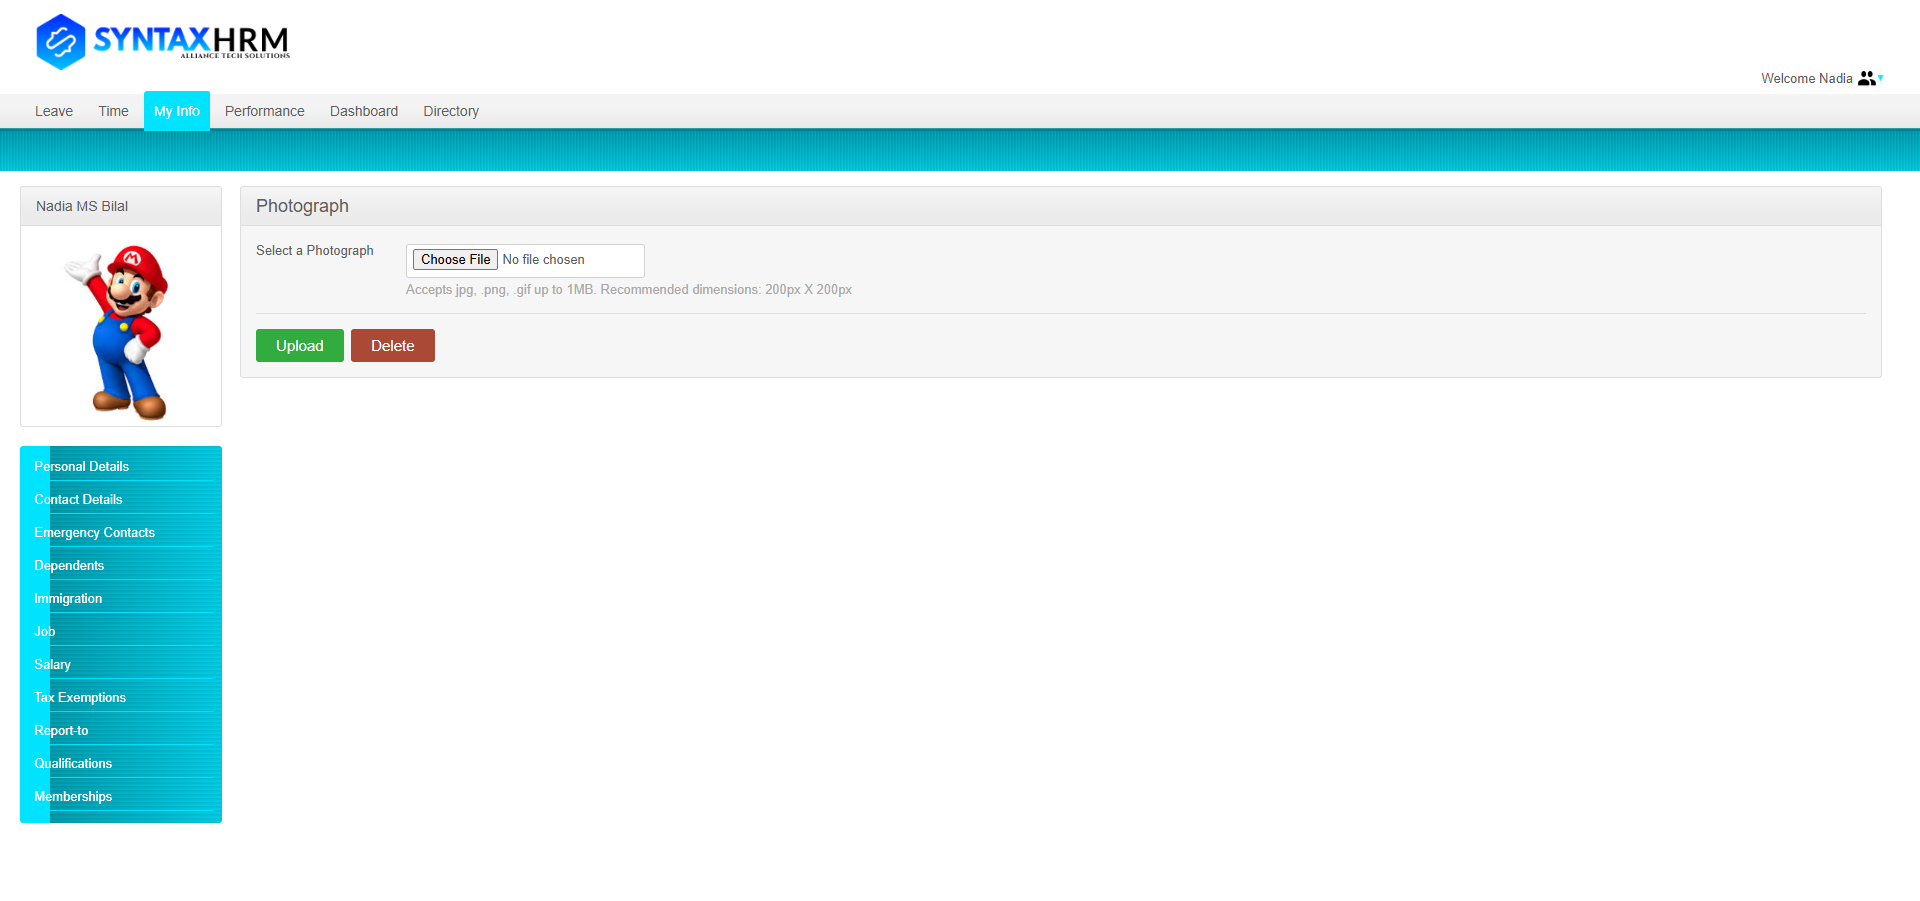 SYNTAXHRM
ALLIANCE TECH SOLUTIONS
Welcome Nadia
Leave Time My Info Performance Dashboard Directory
Nadia MS Bilal
M
Photograph
Select a Photograph
Choose File No file chosen
Accepts jpg, .png, .gif up to 1MB. Recommended dimensions: 200px X 200px
Upload Delete
Personal Details
Contact Details
Emergency Contacts
Dependents
Immigration
Job
Salary
Tax Exemptions
Report-to
Qualifications
Memberships